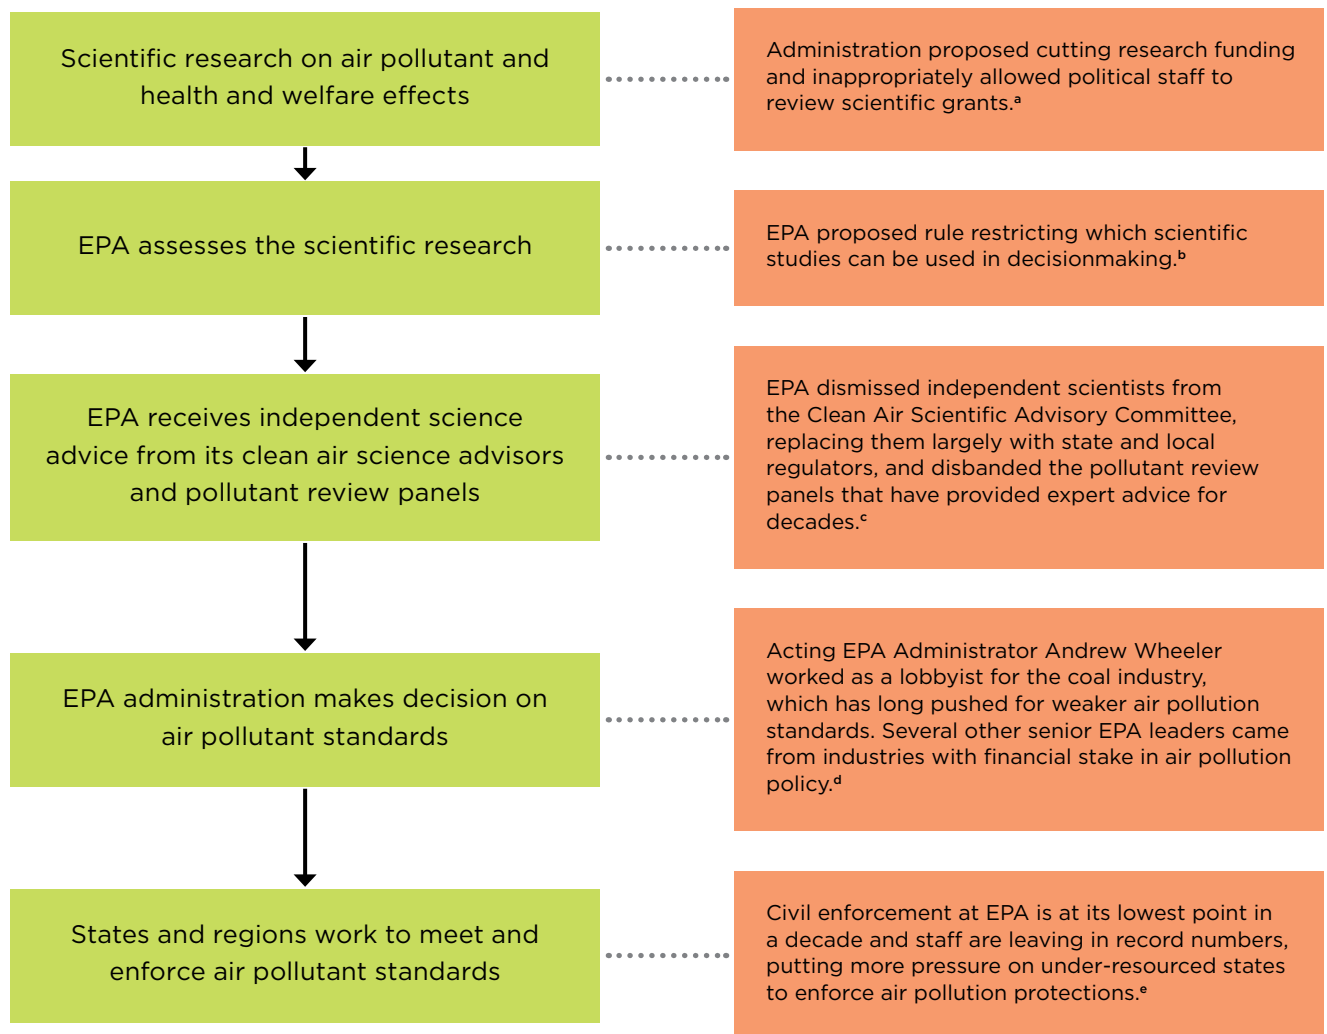 Scientific research on air pollutant and
health and welfare effects
Administration proposed cutting research funding
and inappropriately allowed political staff to
review scientific grants.ᵃ
EPA assesses the scientific research
EPA proposed rule restricting which scientific
studies can be used in decisionmaking.ᵇ
EPA receives independent science
advice from its clean air science advisors
and pollutant review panels
EPA dismissed independent scientists from
the Clean Air Scientific Advisory Committee,
replacing them largely with state and local
regulators, and disbanded the pollutant review
panels that have provided expert advice for
decades.ᶜ
EPA administration makes decision on
air pollutant standards
Acting EPA Administrator Andrew Wheeler
worked as a lobbyist for the coal industry,
which has long pushed for weaker air pollution
standards. Several other senior EPA leaders came
from industries with financial stake in air pollution
policy.ᵈ
States and regions work to meet and
enforce air pollutant standards
Civil enforcement at EPA is at its lowest point in
a decade and staff are leaving in record numbers,
putting more pressure on under-resourced states
to enforce air pollution protections.ᵉ